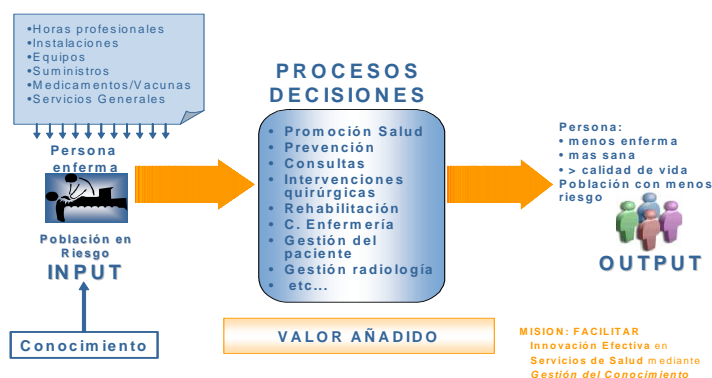 •Horas profesionales
•Instalaciones
•Equipos
•Suministros
•Medicamentos/Vacunas
•Servicios Generales
Persona
enferma
Población en
Riesgo
INPUT
Conocimiento
PROCESOS
DECISIONES
• Promoción Salud
• Prevención
• Consultas
• Intervenciones
quirúrgicas
• Rehabilitación
• C. Enfermería
• Gestión del
paciente
• Gestión radiología
• etc...
VALOR AÑADIDO
Persona:
• menos enferma
• mas sana
• > calidad de vida
Población con menos
riesgo
OUTPUT
MISION: FACILITAR
Innovación Efectiva en
Servicios de Salud mediante
Gestión del Conocimiento